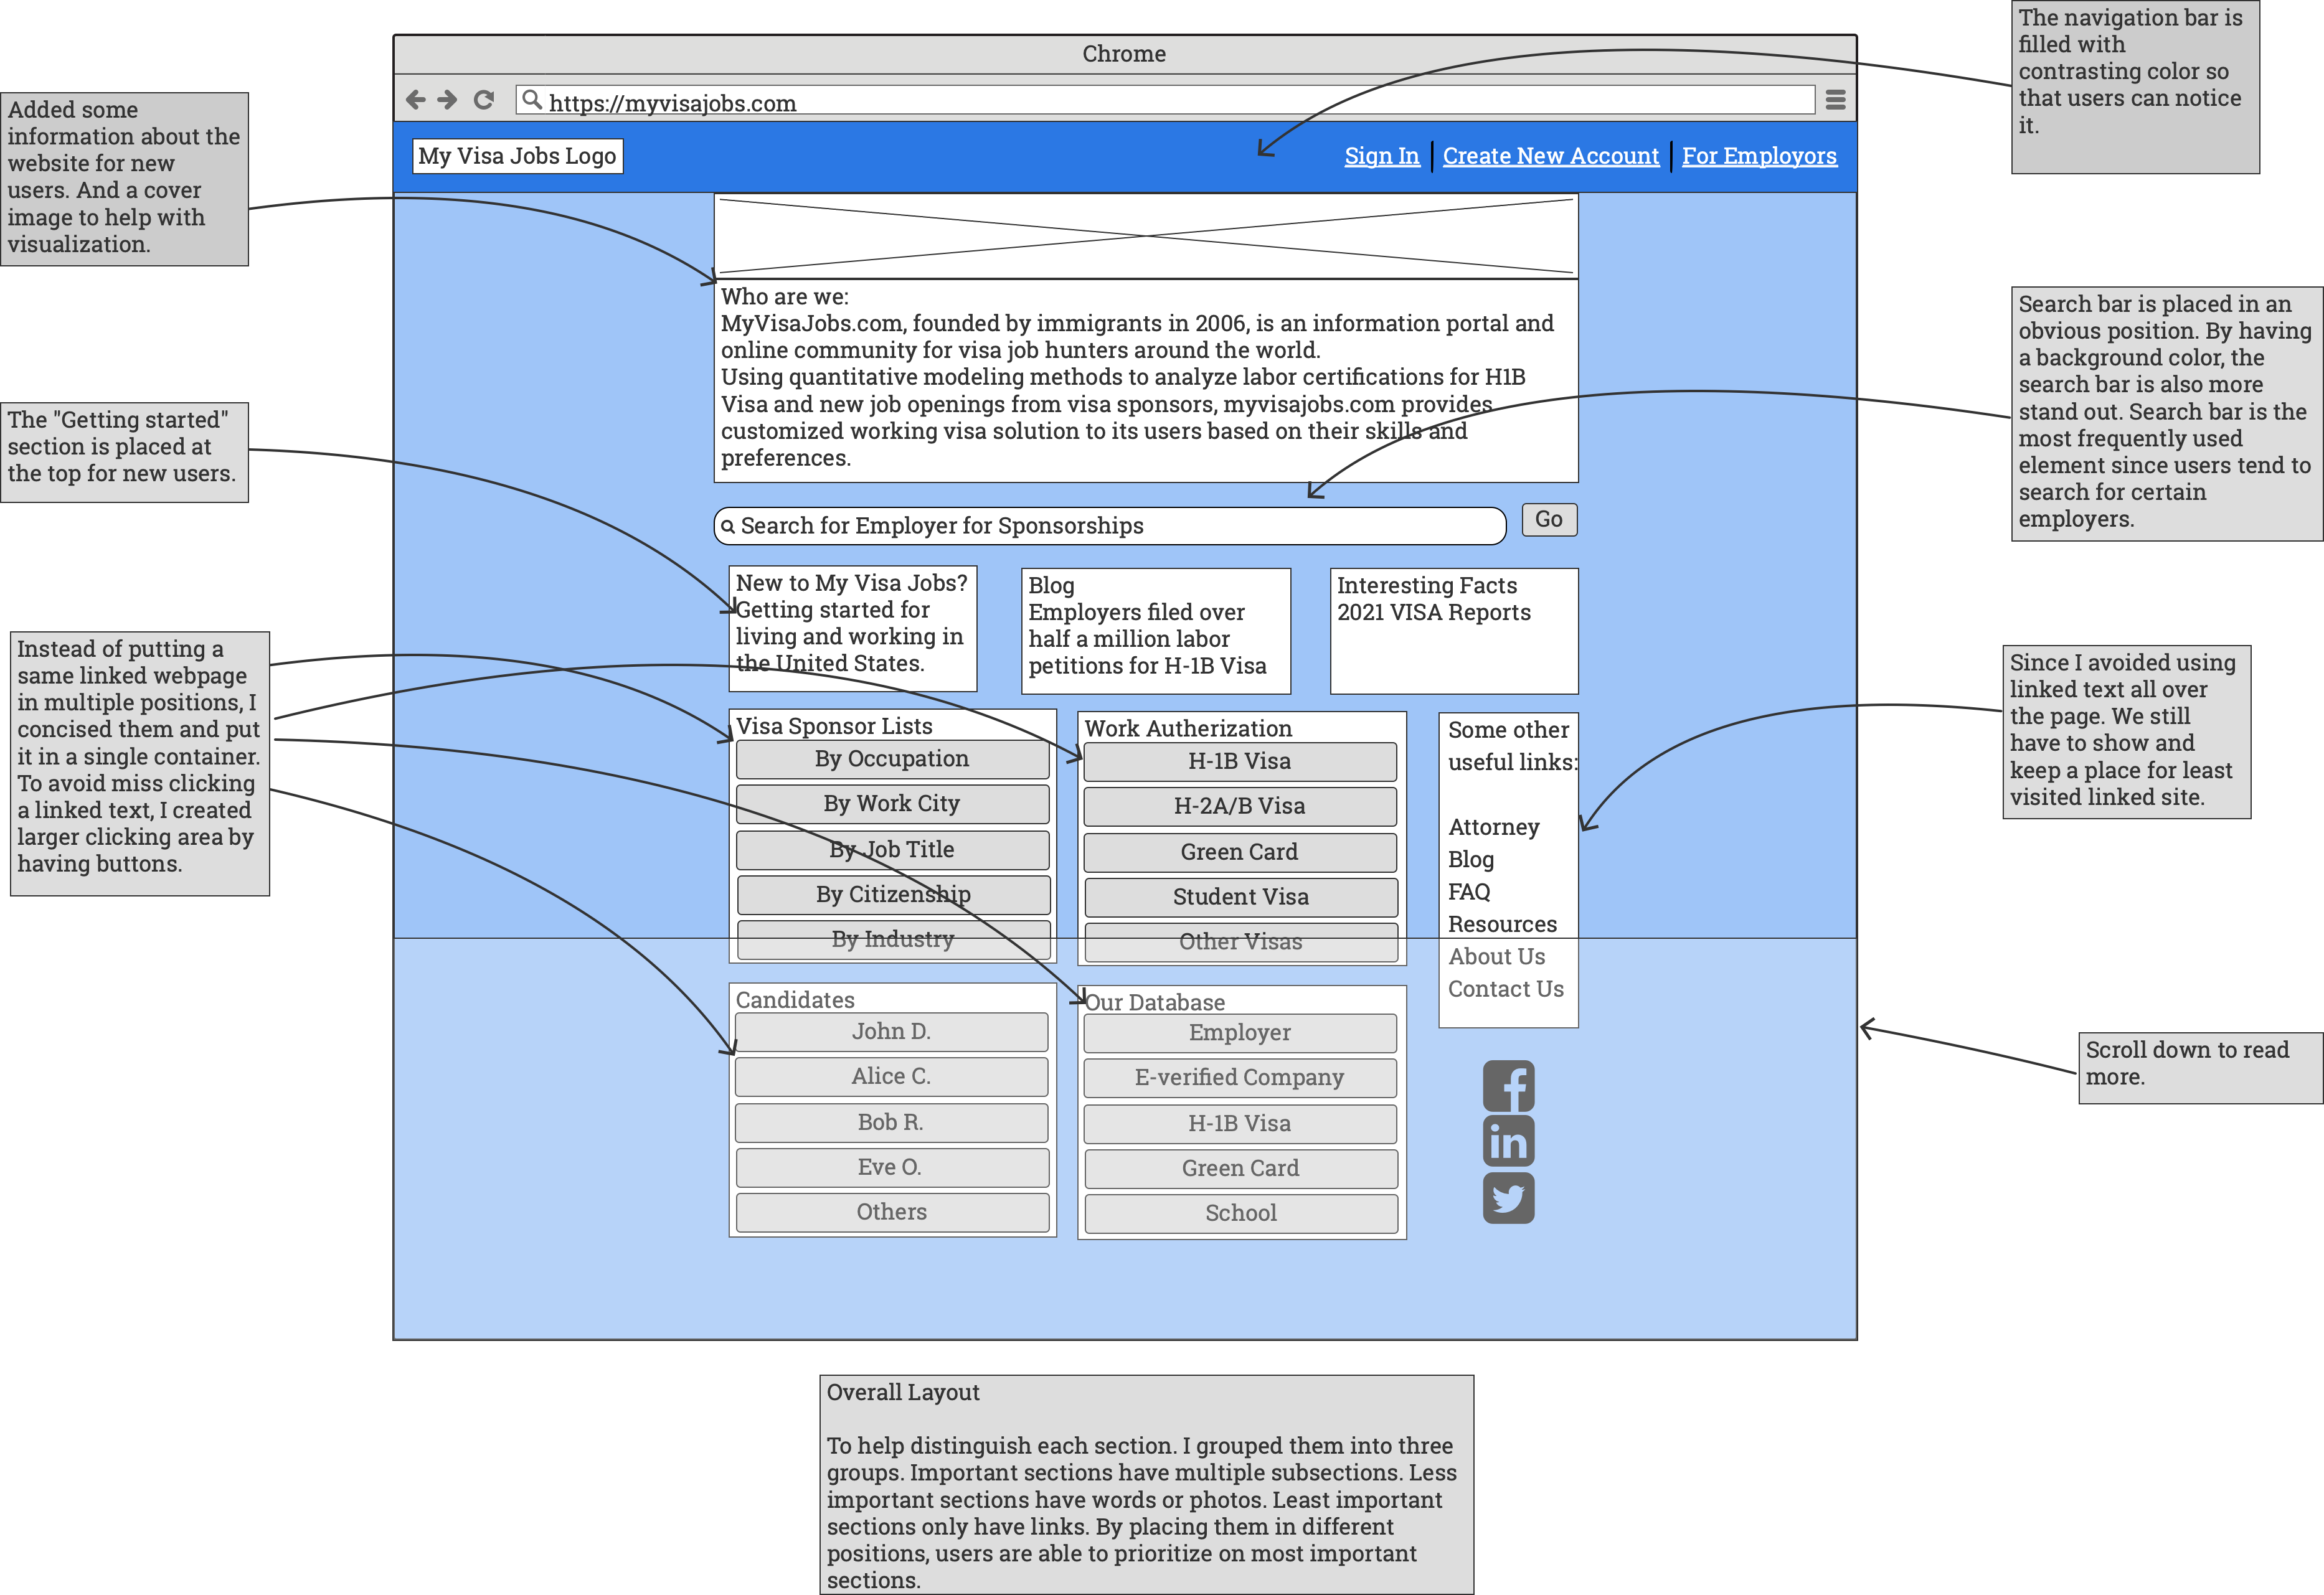 Chrome
https://myvisajobs.com
My Visa Jobs Logo
Sign In
Create New Account
For Employors
The navigation bar is
filled with
contrasting color so
that users can notice
it.
Added some
information about the
website for new
users. And a cover
image to help with
visualization.
Who are we:
MyVisaJobs.com, founded by immigrants in 2006, is an information portal and
online community for visa job hunters around the world.
Using quantitative modeling methods to analyze labor certifications for H1B
Visa and new job openings from visa sponsors, myvisajobs.com provides
customized working visa solution to its users based on their skills and
preferences.
Search bar is placed in an
obvious position. By having
a background color, the
search bar is also more
stand out. Search bar is the
most frequently used
element since users tend to
search for certain
employers.
The "Getting started"
section is placed at
the top for new users.
Search for Employer for Sponsorships
Go
New to My Visa Jobs?
Getting started for
living and working in
the United States.
Blog
Employers filed over
half a million labor
petitions for H-1B Visa
Interesting Facts
2021 VISA Reports
Instead of putting a
same linked webpage
in multiple positions, I
concised them and put
it in a single container.
To avoid miss clicking
a linked text, I created
larger clicking area by
having buttons.
Since I avoided using
linked text all over
the page. We still
have to show and
keep a place for least
visited linked site.
Visa Sponsor Lists
By Occupation
By Work City
By Job Title
By Citizenship
By Industry
Work Autherization
H-1B Visa
H-2A/B Visa
Green Card
Student Visa
Other Visas
Some other
useful links:
Attorney
Blog
FAQ
Resources
About Us
Contact Us
Candidates
John D.
Alice C.
Bob R.
Eve O.
Others
Our Database
Employer
E-verified Company
H-1B Visa
Green Card
School
Scroll down to read
more.
Overall Layout
To help distinguish each section. I grouped them into three
groups. Important sections have multiple subsections. Less
important sections have words or photos. Least important
sections only have links. By placing them in different
positions, users are able to prioritize on most important
sections.